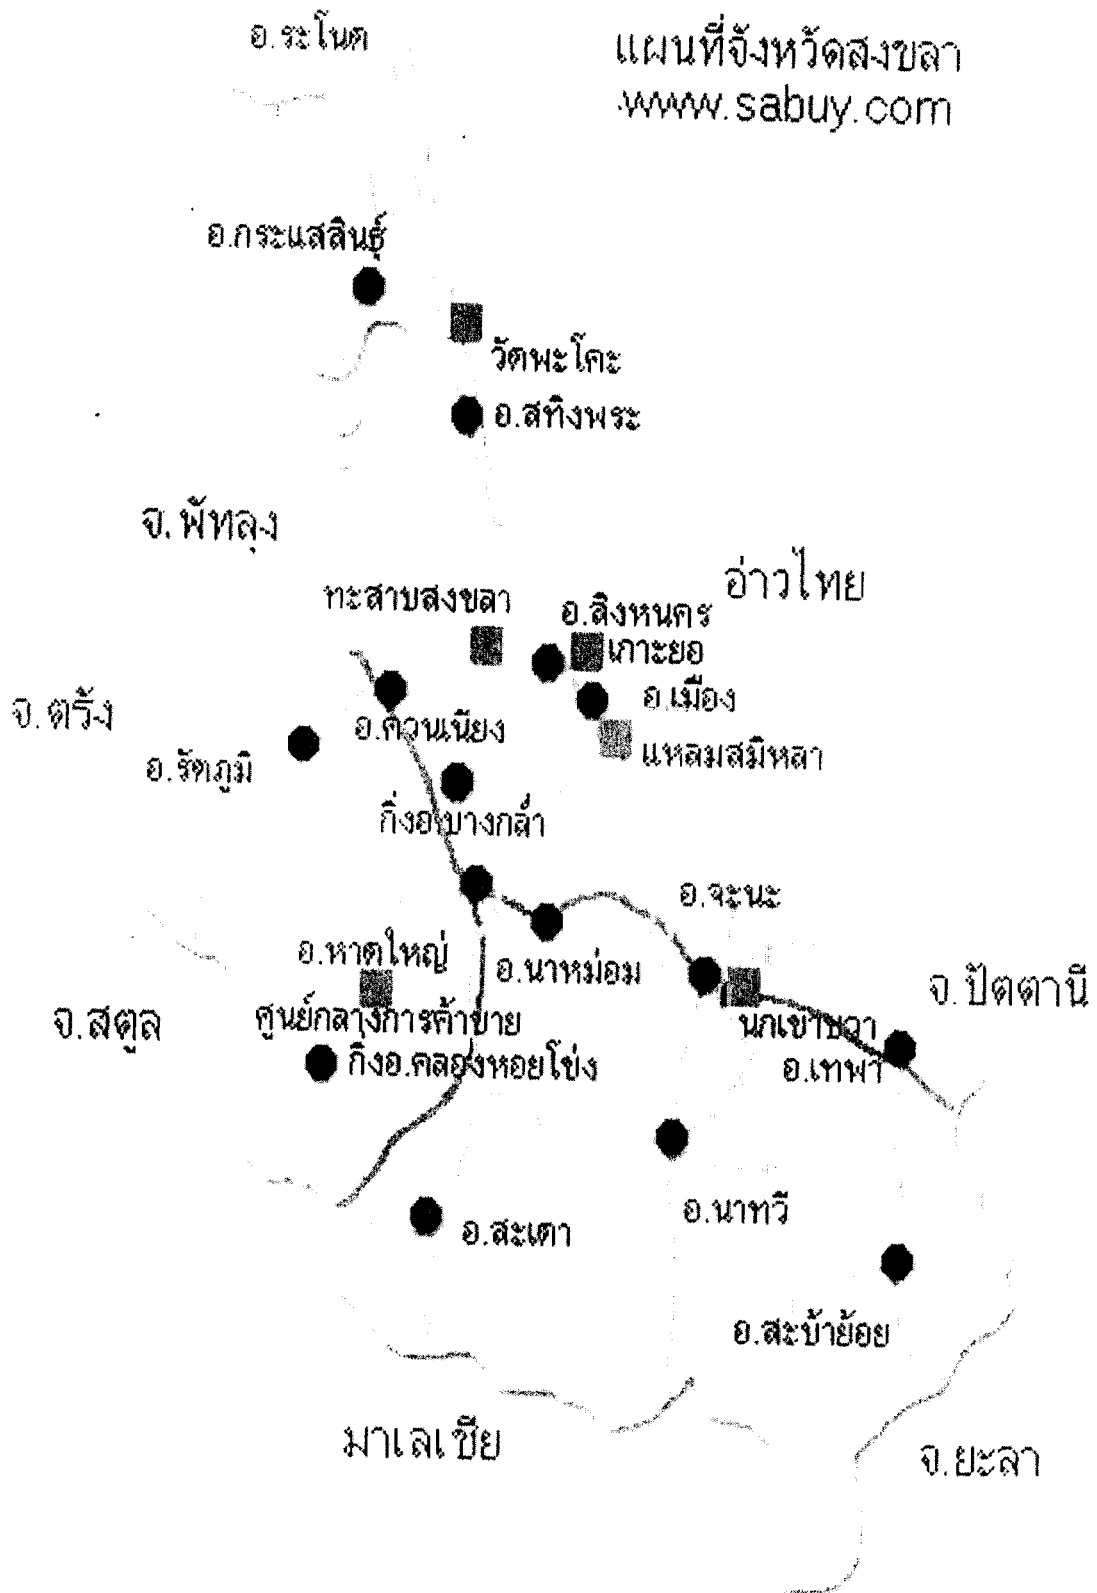 อ.ระโนด
แผนที่จังหวัดสงขลา
www.sabuy.com
อ.กระแสสินธุ์
วัดพะโคะ
อ.สทิงพระ
จ.พัทลุง
อ่าวไทย
ทะสาบสงขลา
อ.สิงหนคร
เกาะยอ
จ.ตรัง
อ.เมือง
อ.ควนเนียง
แหลมสมิหลา
อ.รัตภูมิ
กิ่งอ.บางกล่ำ
อ.จะนะ
อ.หาดใหญ่
อ.นาหม่อม
จ.ปัตตานี
จ.สตูล
ศูนย์กลางการค้าขาย
นกเขาชวา
กิ่งอ.คลองหอยโข่ง
อ.เทพา
อ.นาทวี
อ.สะเดา
อ.สะบ้าย้อย
มาเลเซีย
จ.ยะลา